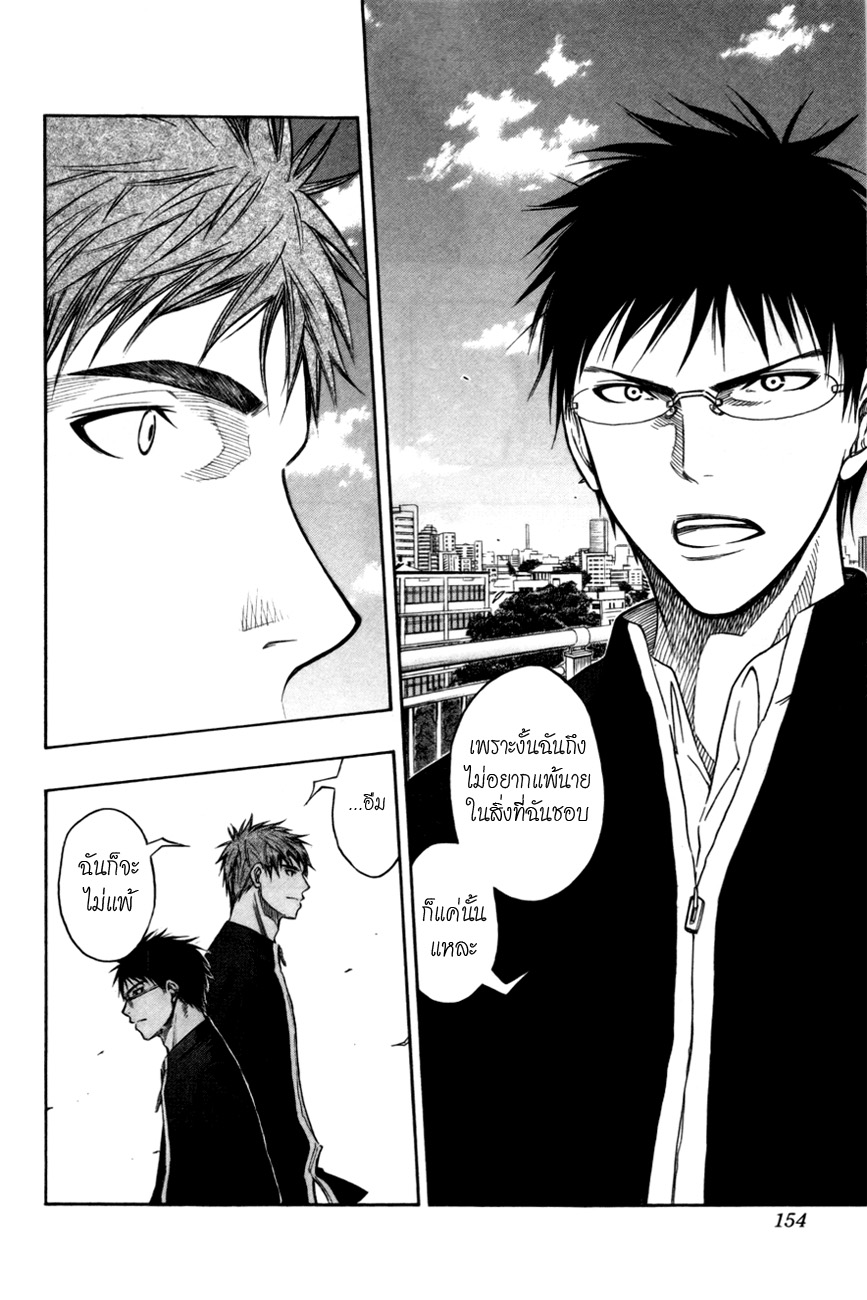 เพราะงั้นฉันถึง
ไม่อยากแพ้นาย
ในสิ่งที่ฉันชอบ
ก็แค่นั้น
แหละ
...อืม
ฉันก็จะ
ไม่แพ้
154